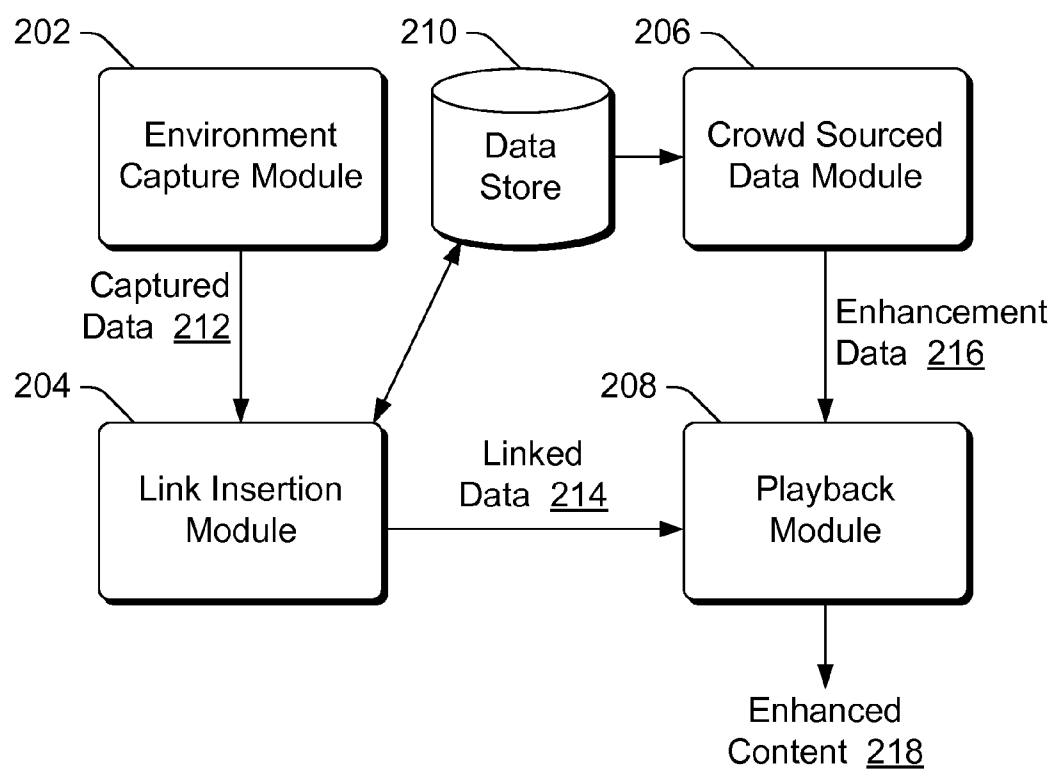 202
210
206
Environment
Capture Module
Data
Store
Crowd Sourced
Data Module
Captured
Data 212
Enhancement
Data 216
204
208
Link Insertion
Module
Linked
Data 214
Playback
Module
Enhanced
Content 218